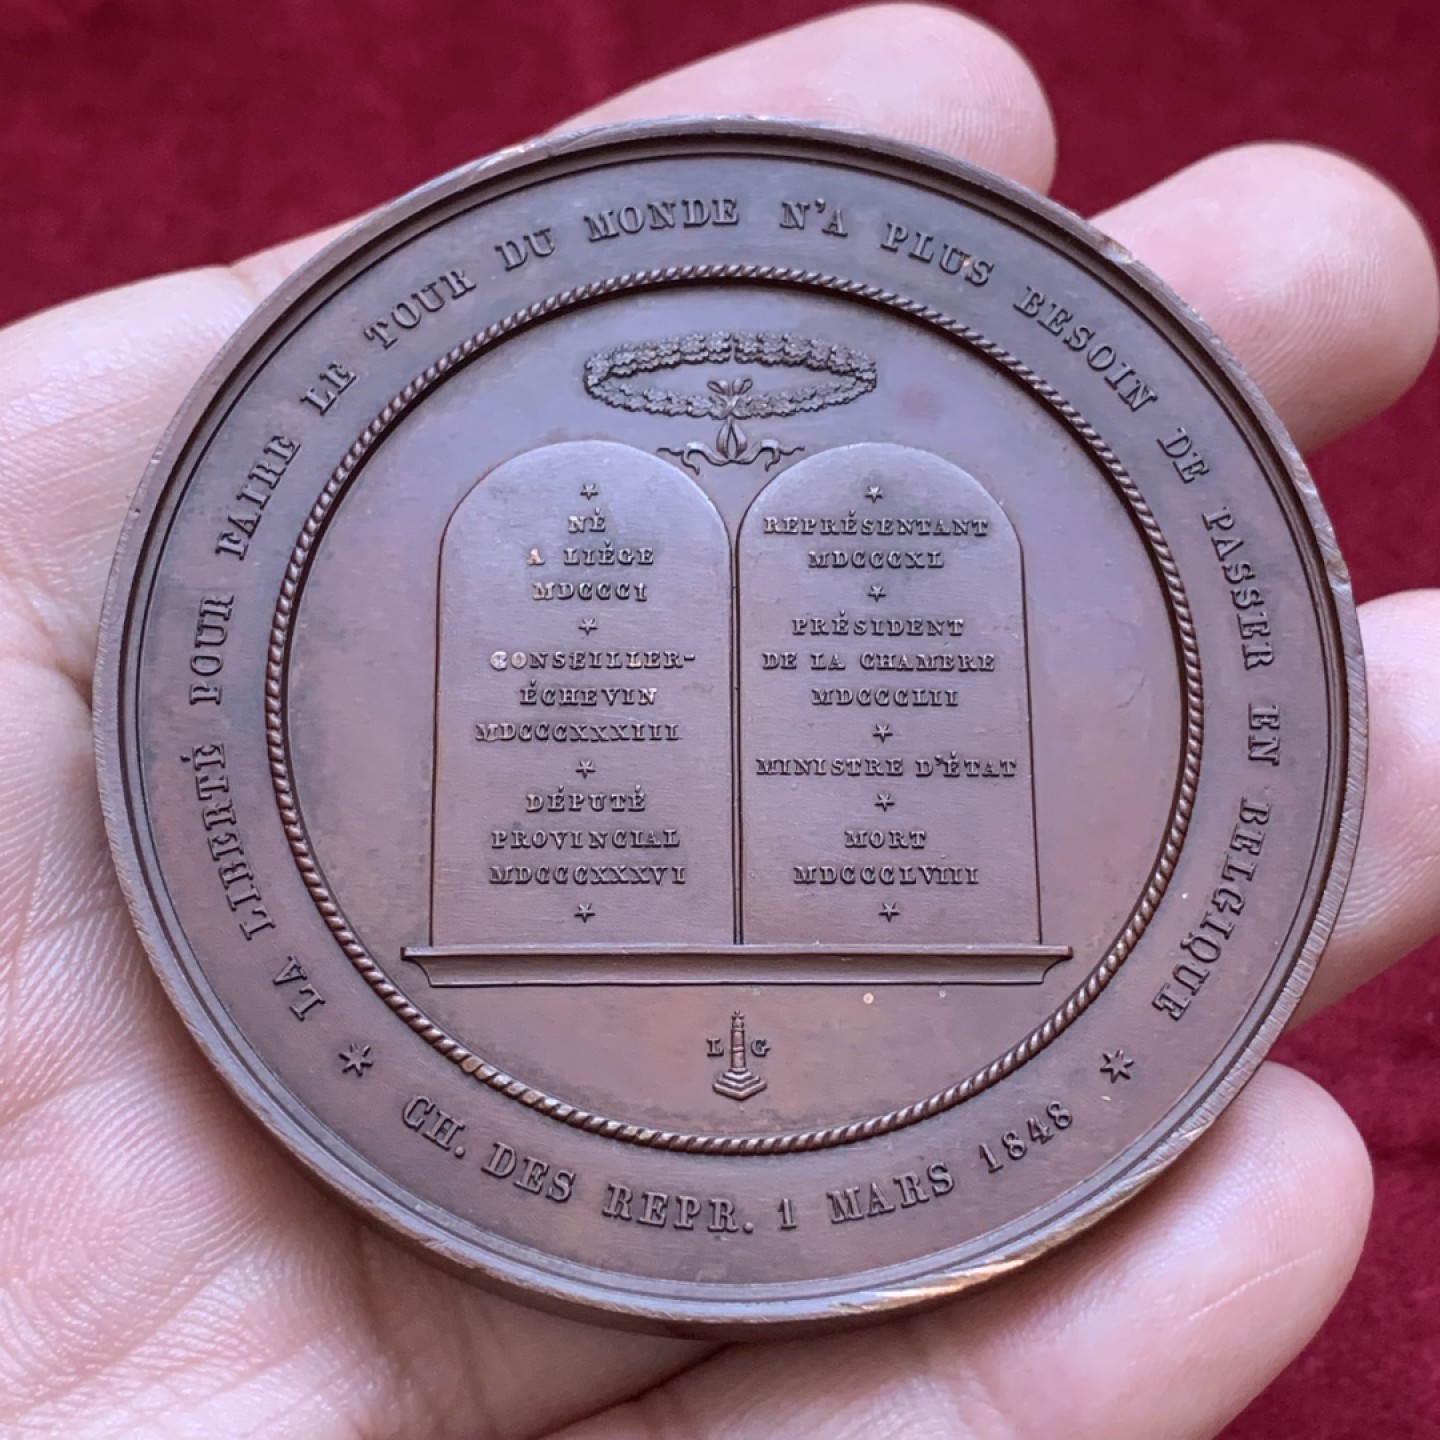 LA LIBERTÉ POUR FAIRE LE TOUR DU MONDE N'A PLUS BESOIN DE PASSER EN BELGIQUE
* CH. DES REPR. 1 MARS 1848 *
*
NÉ
A LIÉGE
MDCCCI
*
CONSEILLER-
ÉCHEVIN
MDCCCXXXIII
*
DÉPUTÉ
PROVINCIAL
MDCCCXXXVI
*
*
REPRÉSENTANT
MDCCCXL
*
PRÉSIDENT
DE LA CHAMBRE
MDCCCLII
*
MINISTRE D'ÉTAT
*
MORT
MDCCCLVIII
*
L G